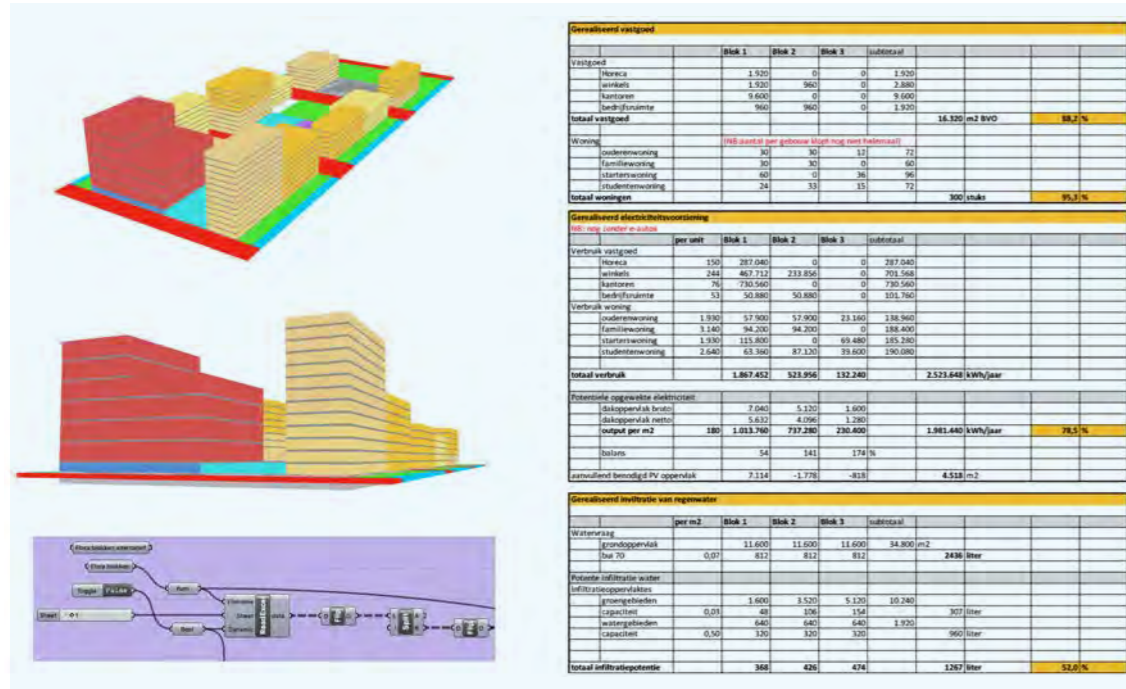 Gerealiseerd vastgoed
Blok 1 Blok 2 Blok 3 subtotaal
Vastgoed
Horeca 1.920 0 0 1.920
winkels 1.920 960 0 2.880
kantoren 9.600 0 0 9.600
bedrijfsruimte 960 960 0 1.920
totaal vastgoed 16.320 m2 BVO 88,2 %
Woning (NB:aantal per gebouw klopt nog niet helemaal)
ouderenwoning 30 30 12 72
familiewoning 30 30 0 60
starterswoning 60 0 36 96
studentenwoning 24 33 15 72
totaal woningen 300 stuks 95,3 %
Gerealiseerd electriciteitsvoorziening
NB: nog zonder e-autos
per unit Blok 1 Blok 2 Blok 3 subtotaal
Verbruik vastgoed
Horeca 150 287.040 0 0 287.040
winkels 244 467.712 233.856 0 701.568
kantoren 76 730.560 0 0 730.560
bedrijfsruimte 53 50.880 50.880 0 101.760
Verbruik woning
ouderenwoning 1.930 57.900 57.900 23.160 138.960
familiewoning 3.140 94.200 94.200 0 188.400
starterswoning 1.930 115.800 0 69.480 185.280
studentenwoning 2.640 63.360 87.120 39.600 190.080
totaal verbruik 1.867.452 523.956 132.240 2.523.648 kWh/jaar
Potentiele opgewekte elektriciteit
dakoppervlak bruto 7.040 5.120 1.600
dakoppervlak netto 5.632 4.096 1.280
output per m2 180 1.013.760 737.280 230.400 1.981.440 kWh/jaar 78,5 %
balans 54 141 174 %
aanvullend benodigd PV oppervlak 7.114 -1.778 -818 4.518 m2
Gerealiseerd inviltratie van regenwater
per m2 Blok 1 Blok 2 Blok 3 subtotaal
Watervraag
grondoppervlak 11.600 11.600 11.600 34.800 m2
bui 70 0,07 812 812 812 2436 liter
Potente infiltratie water
Infiltratieoppervlaktes
groengebieden 1.600 3.520 5.120 10.240
capaciteit 0,03 48 106 154 307 liter
watergebieden 640 640 640 1.920
capaciteit 0,50 320 320 320 960 liter
totaal infiltratiepotentie 368 426 474 1267 liter 52,0 %
Toggle False
Sheet
ReadExcel